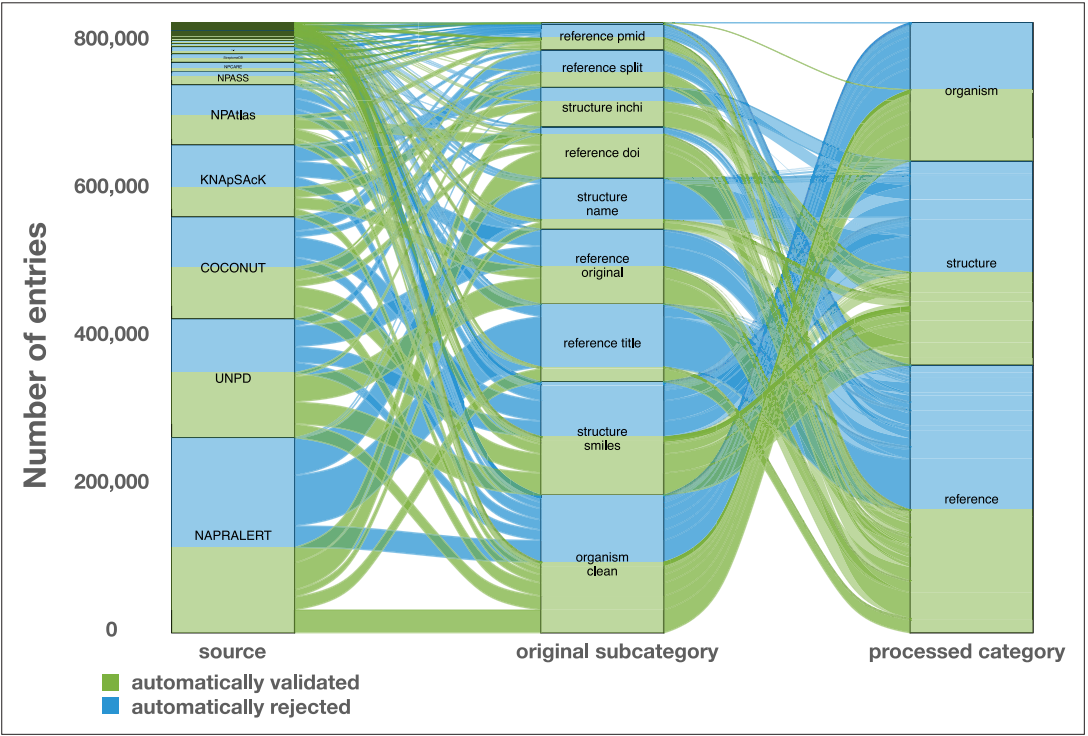 Number of entries
800,000
600,000
400,000
200,000
0
NPCARE
NPASS
NPAtlas
KNApSAcK
COCONUT
UNPD
NAPRALERT
reference pmid
reference split
structure inchi
reference doi
structure
name
reference
original
reference title
structure
smiles
organism
clean
organism
structure
reference
source
original subcategory
processed category
automatically validated
automatically rejected